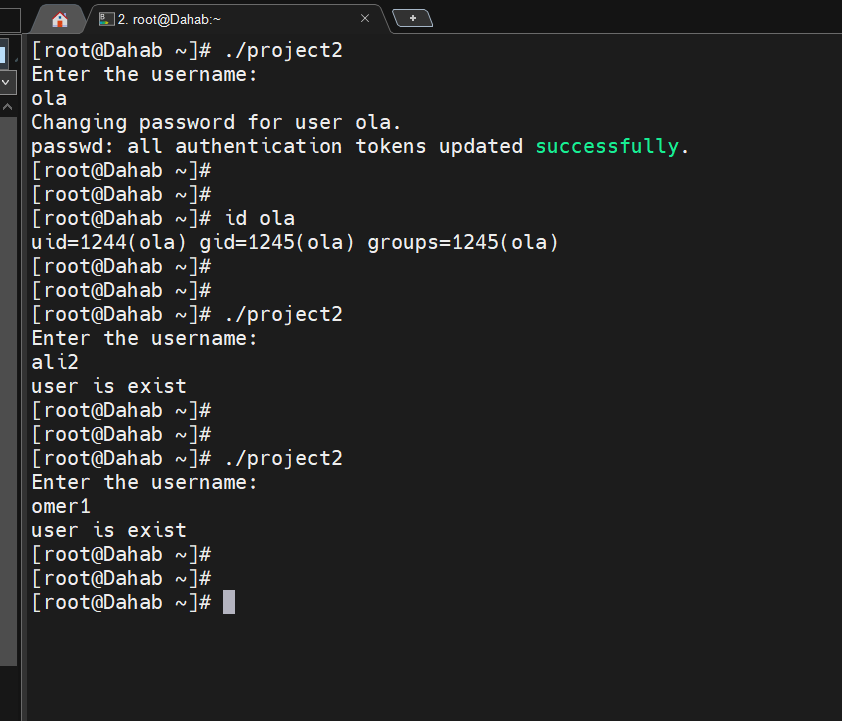 2. root@Dahab:~
[root@Dahab ~]# ./project2
Enter the username:
ola
Changing password for user ola.
passwd: all authentication tokens updated successfully.
[root@Dahab ~]#
[root@Dahab ~]#
[root@Dahab ~]# id ola
uid=1244(ola) gid=1245(ola) groups=1245(ola)
[root@Dahab ~]#
[root@Dahab ~]#
[root@Dahab ~]# ./project2
Enter the username:
ali2
user is exist
[root@Dahab ~]#
[root@Dahab ~]#
[root@Dahab ~]# ./project2
Enter the username:
omer1
user is exist
[root@Dahab ~]#
[root@Dahab ~]#
[root@Dahab ~]#